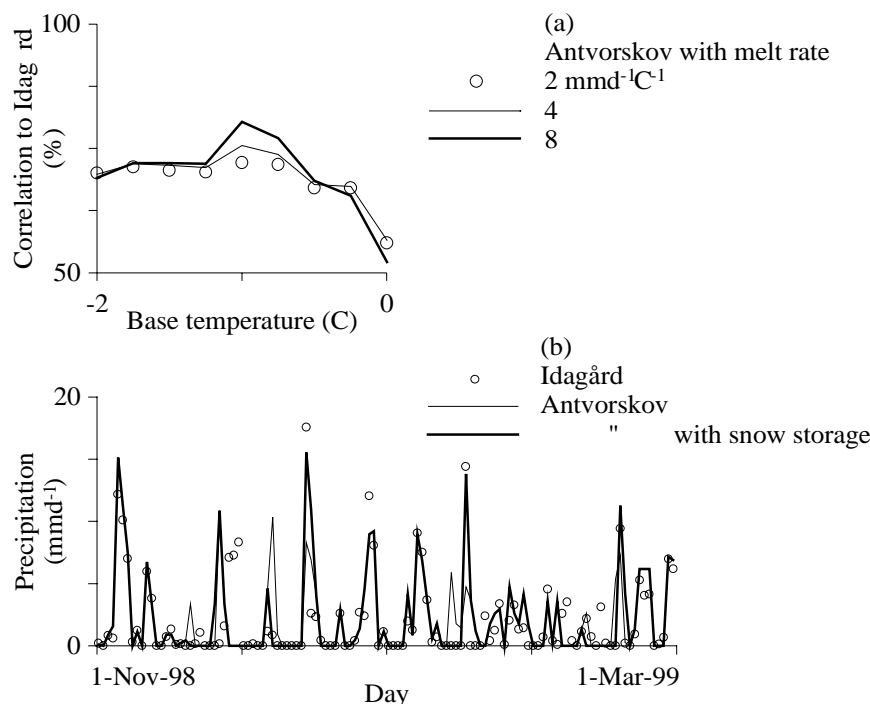 100
(a)
Antvorskov with melt rate
2 mmd-1C-1
4
8
Correlation to Idag rd
(%)
50
-2
0
Base temperature (C)
(b)
20
Idagård
Antvorskov
" with snow storage
Precipitation
(mmd-1)
0
1-Nov-98
1-Mar-99
Day